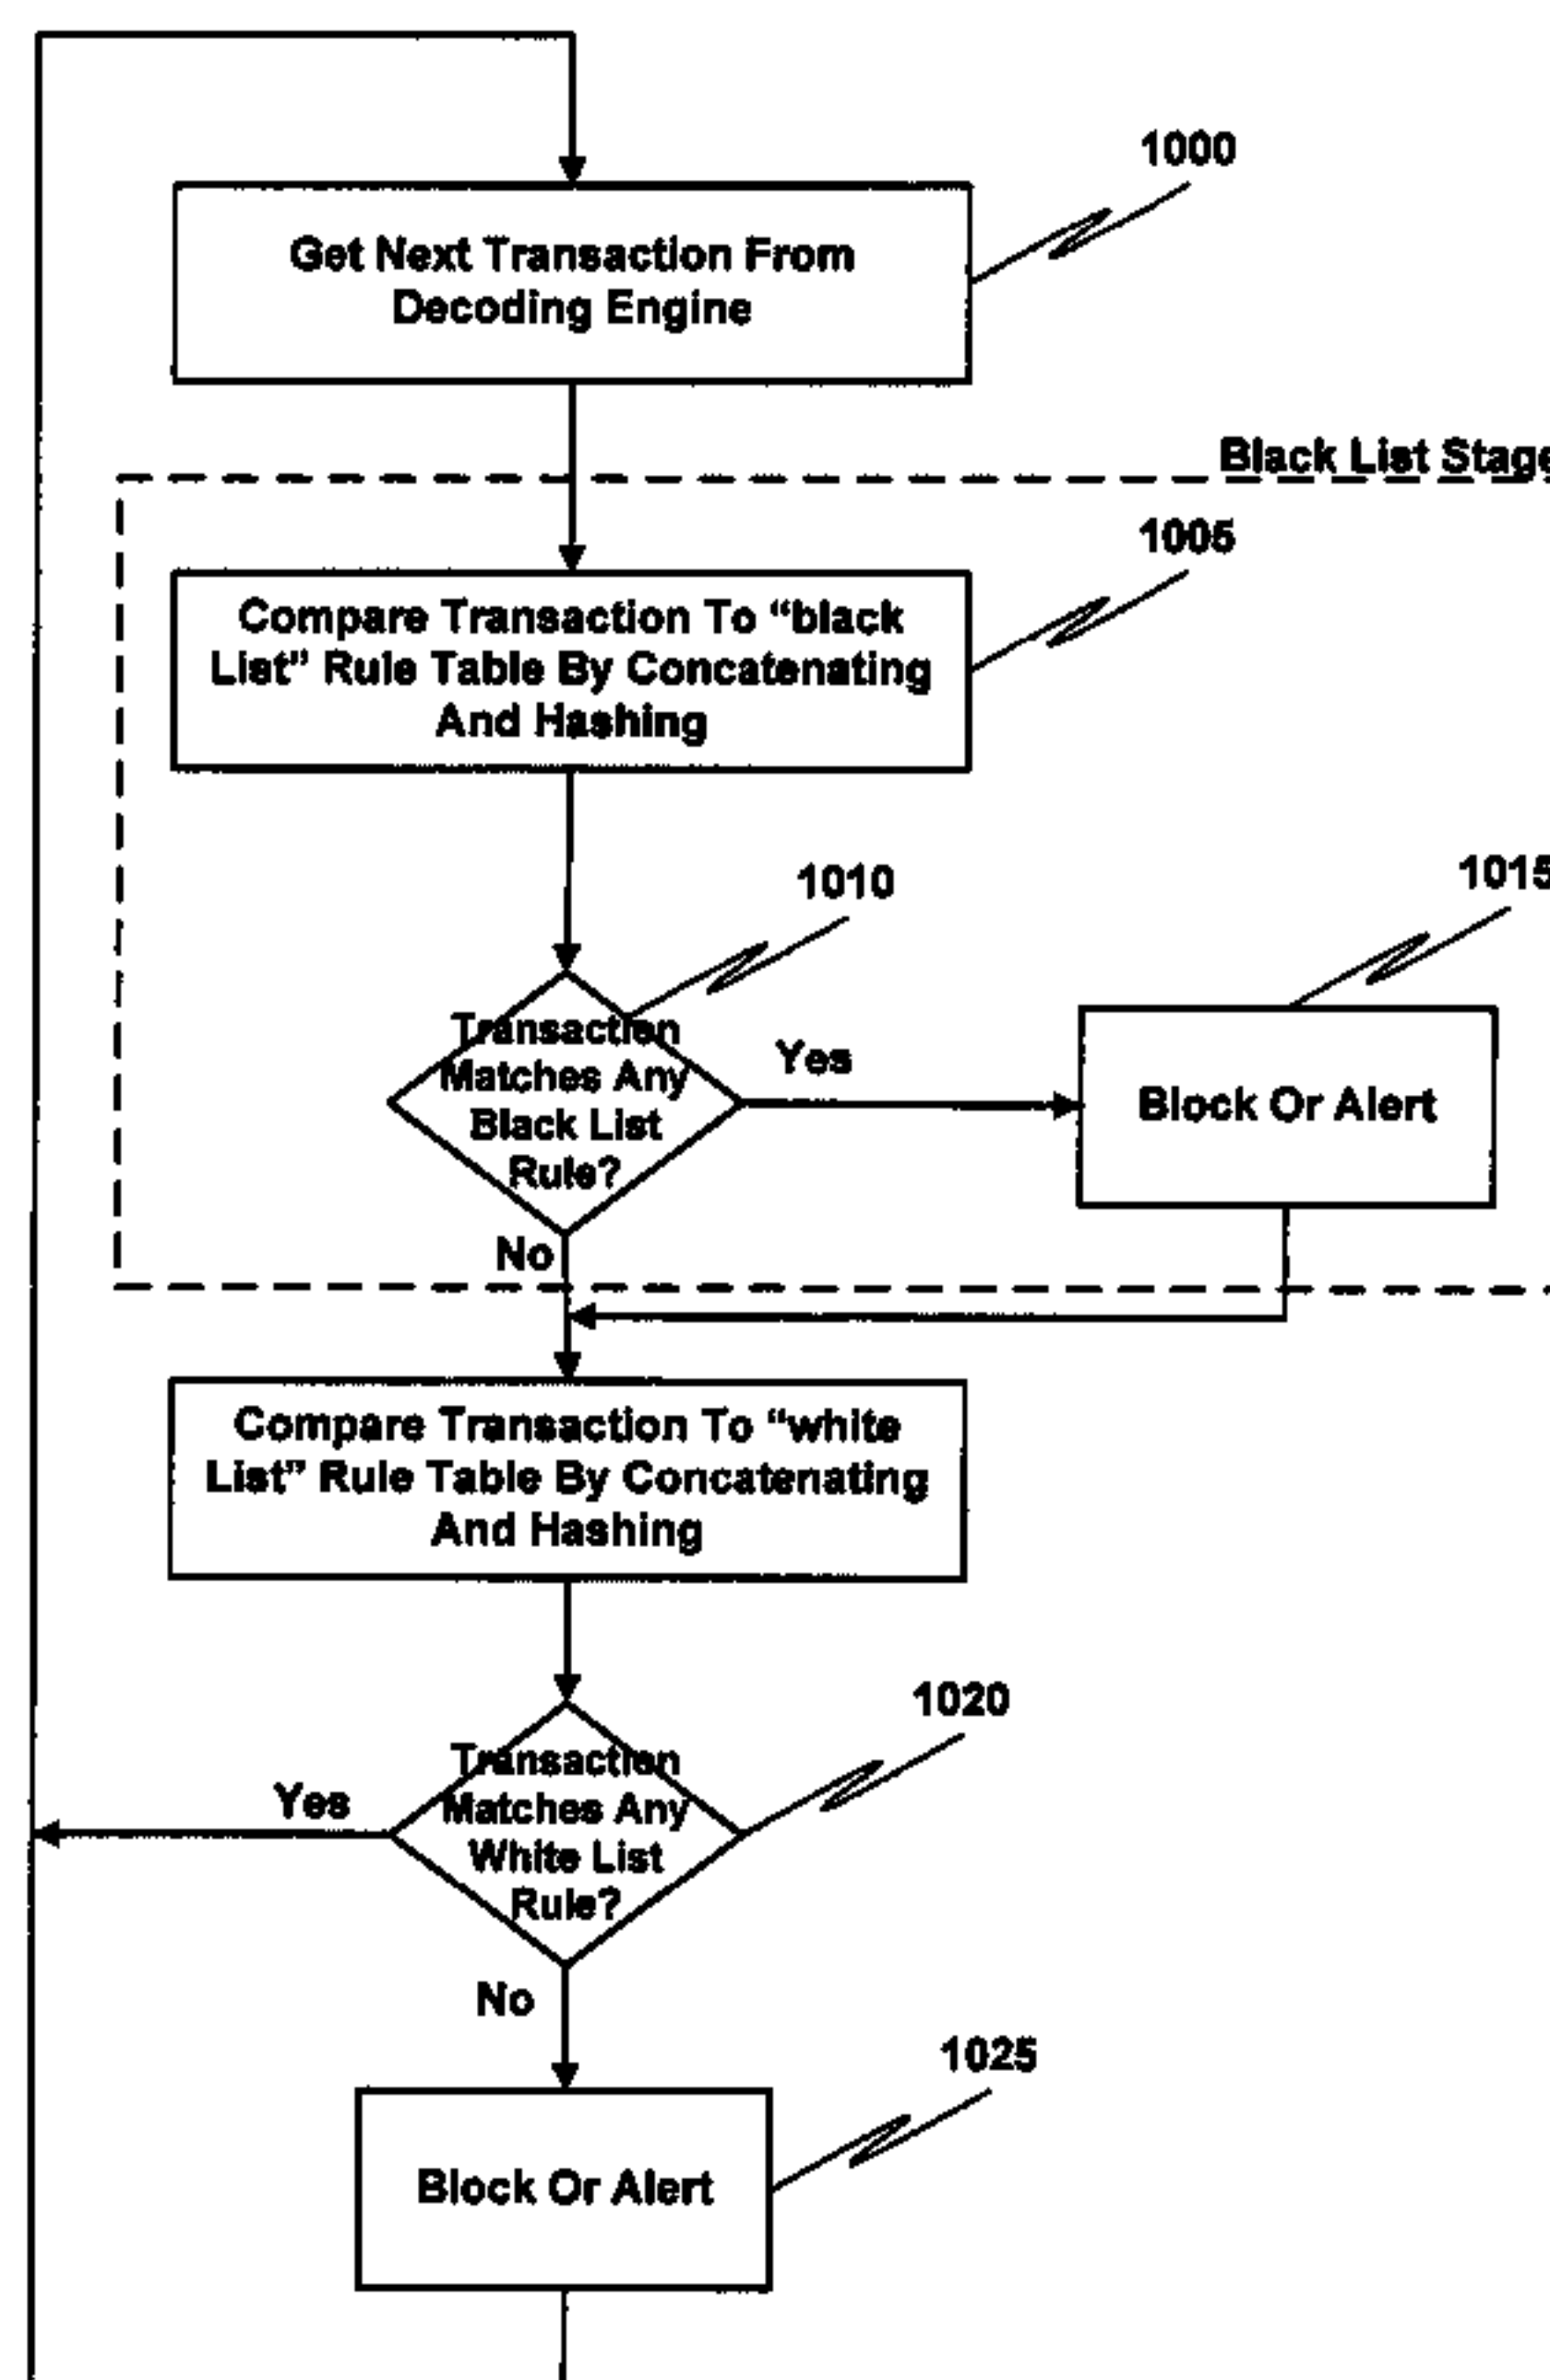 1000
Get Next Transaction From
Decoding Engine
Black List Stage
1005
Compare Transaction To “black
List” Rule Table By Concatenating
And Hashing
1010
1015
Transaction
Matches Any
Black List
Rule?
Yes
Block Or Alert
No
Compare Transaction To “white
List” Rule Table By Concatenating
And Hashing
1020
Transaction
Matches Any
White List
Rule?
Yes
No
1025
Block Or Alert